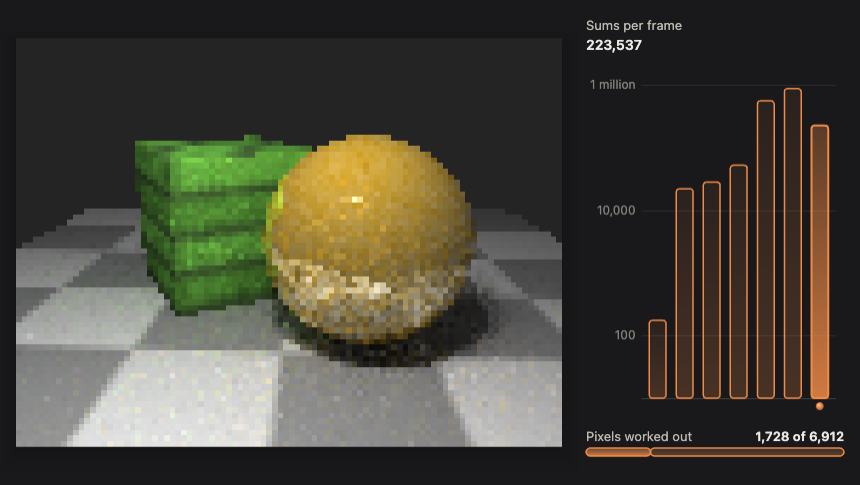 Sums per frame
223,537
1 million
10,000
100
Pixels worked out 1,728 of 6,912